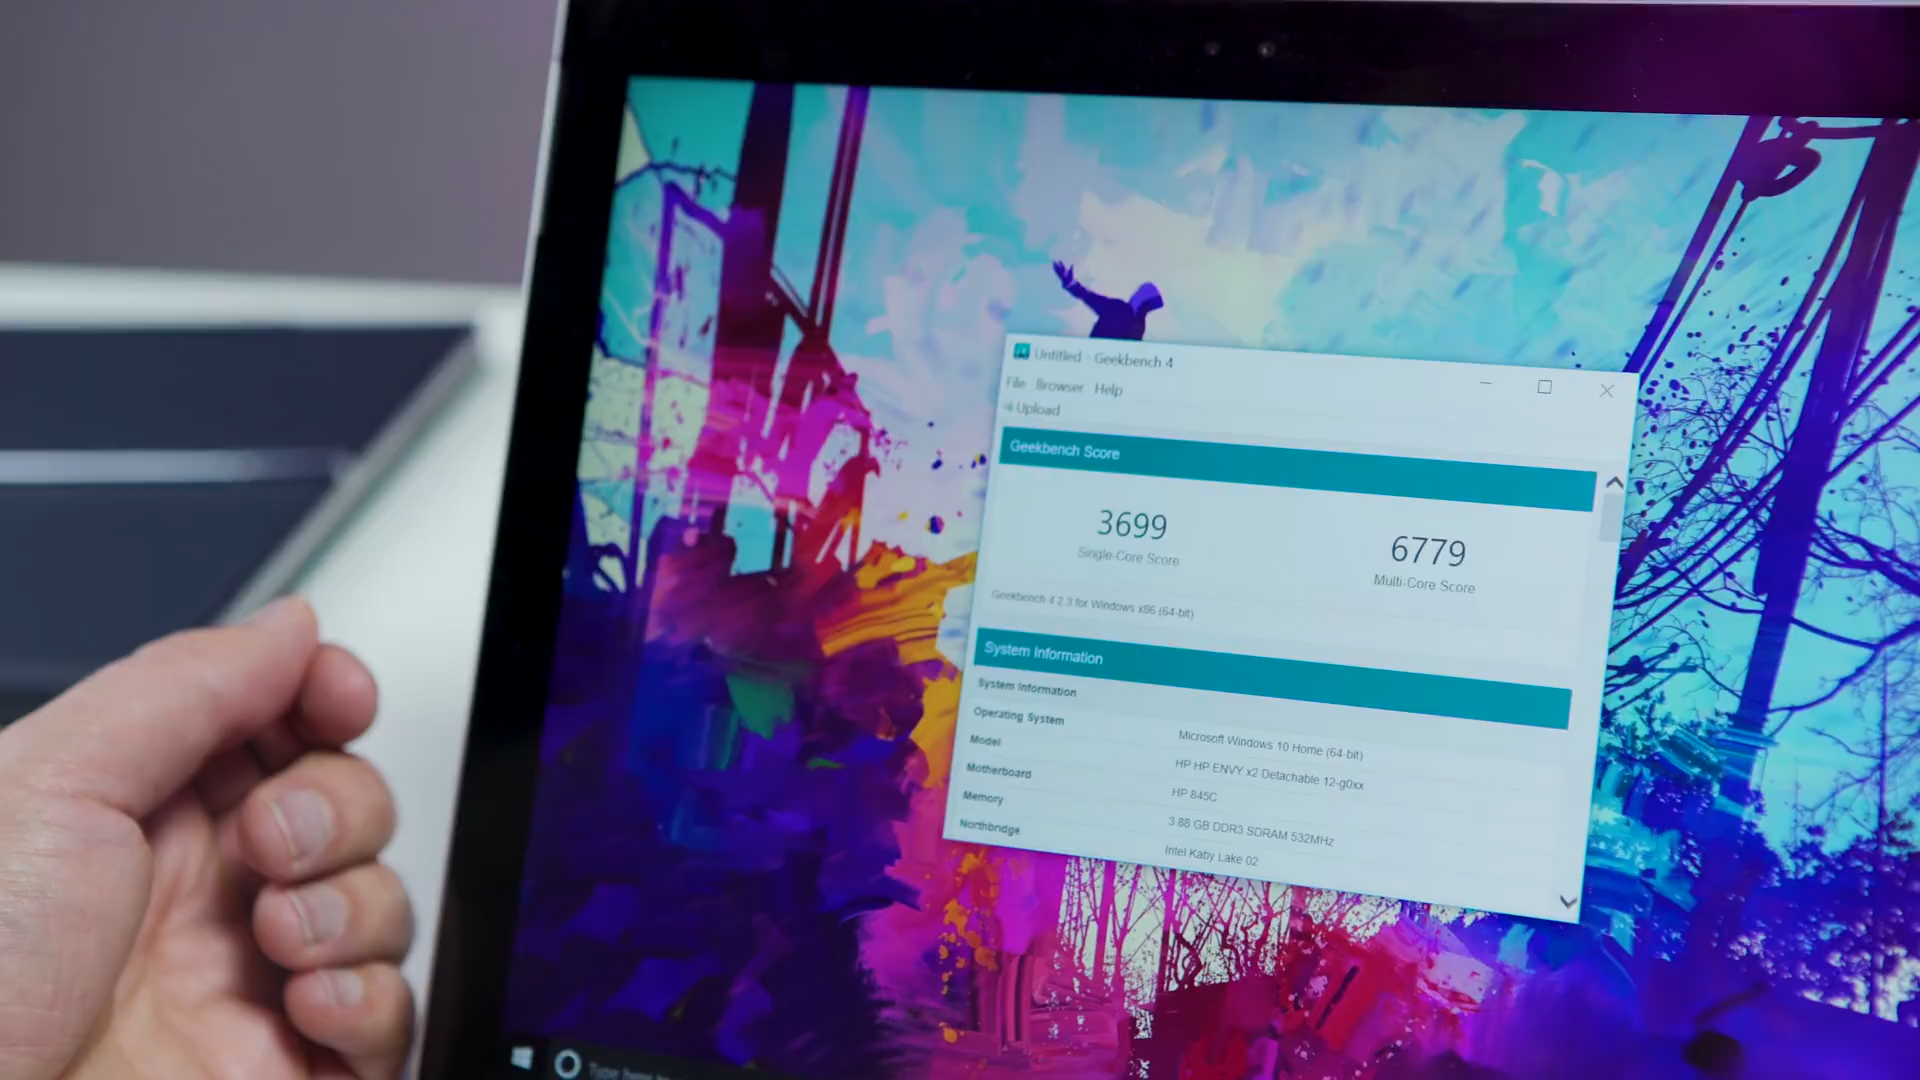 Untitled - Geekbench 4
File Browser Help
Upload
Geekbench Score
3699
Single-Core Score
6779
Multi-Core Score
Geekbench 4.2.3 for Windows x86 (64-bit)
System Information
System Information
Operating System
Microsoft Windows 10 Home (64-bit)
Model
HP HP ENVY x2 Detachable 12-g0xx
Motherboard
HP 845C
Memory
3.88 GB DDR3 SDRAM 532MHz
Northbridge
Intel Kaby Lake 02
Type here